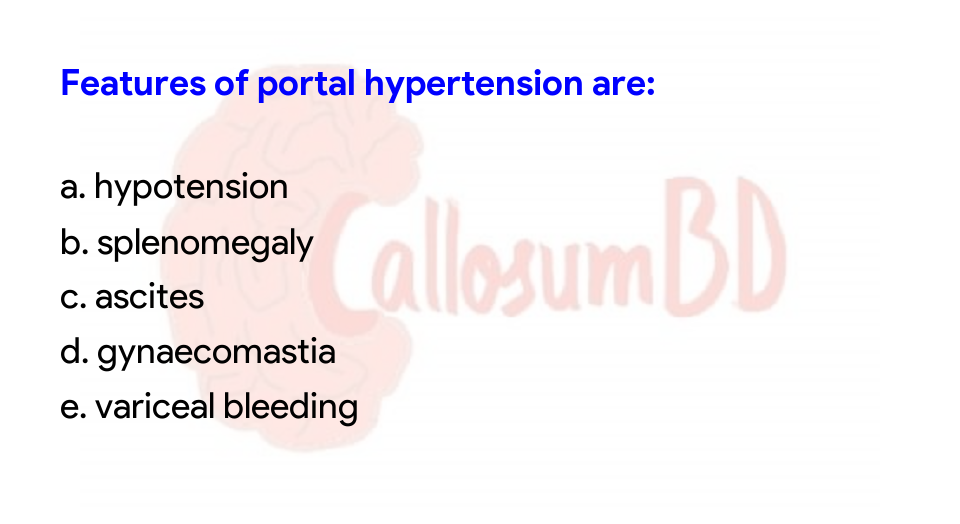 Features of portal hypertension are:
a. hypotension
b. splenomegaly
c. ascites
d. gynaecomastia
e. variceal bleeding
CallosumBD